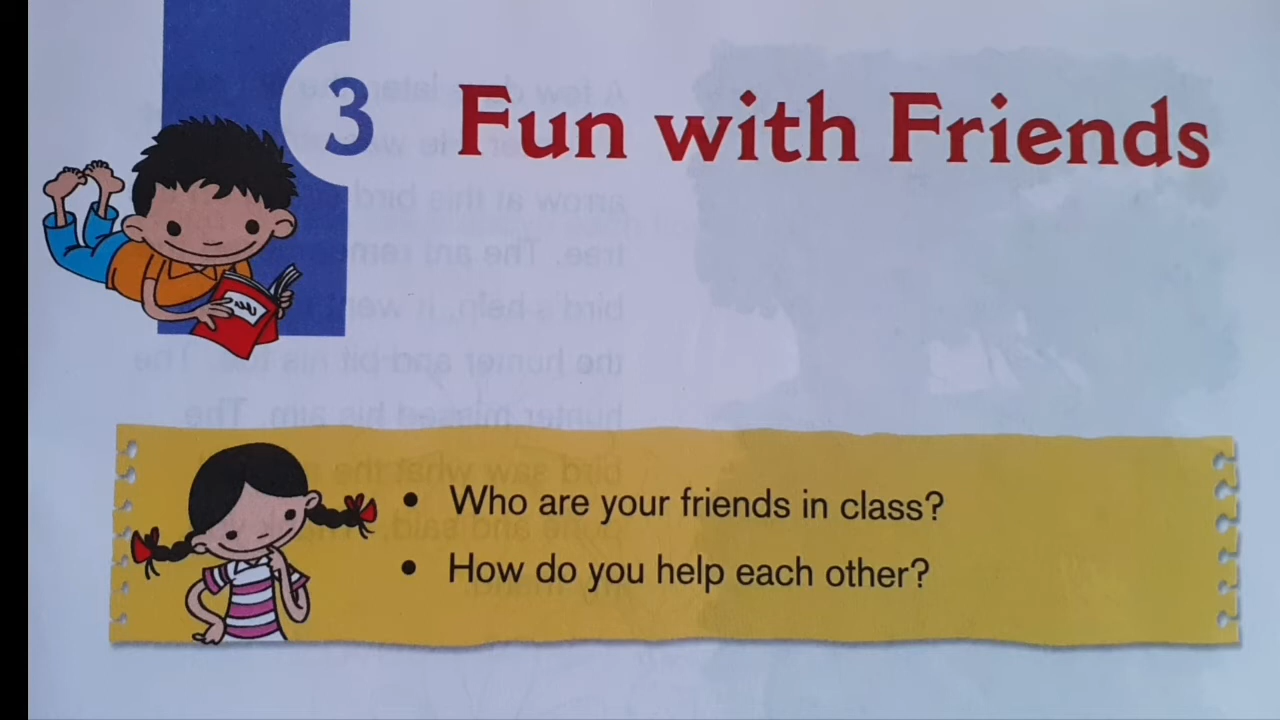 3 Fun with Friends
• Who are your friends in class?
• How do you help each other?